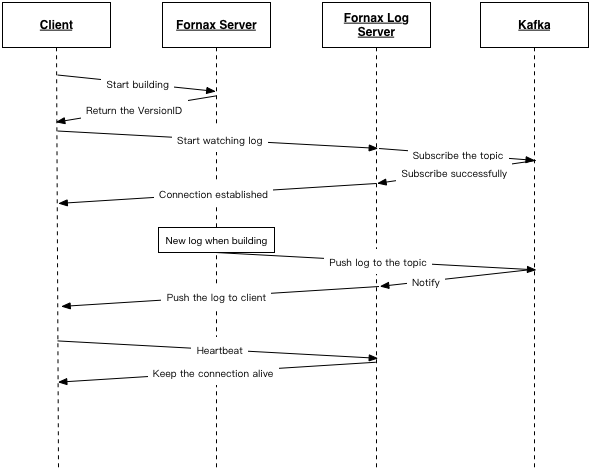 Client
Fornax Server
Fornax Log
Server
Kafka
Start building
Return the VersionID
Start watching log
Subscribe the topic
Subscribe successfully
Connection established
New log when building
Push log to the topic
Notify
Push the log to client
Heartbeat
Keep the connection alive